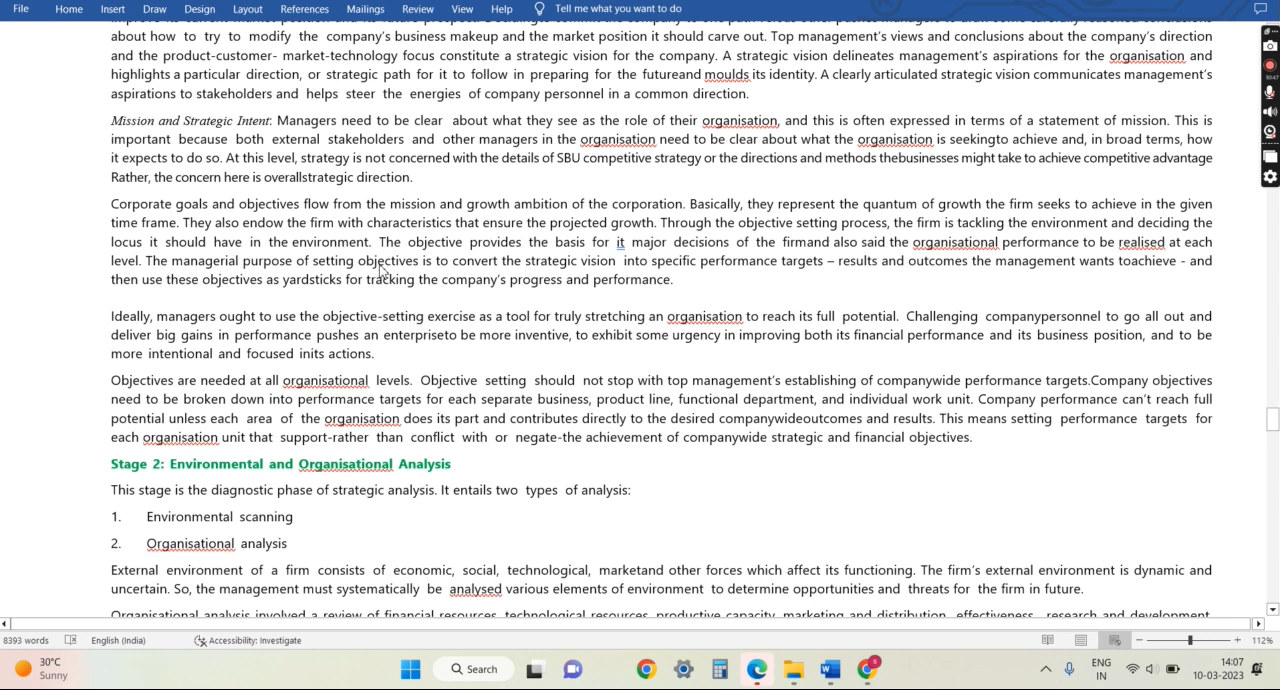 File Home Insert Draw Design Layout References Mailings Review View Help Tell me what you want to do
about how to try to modify the company's business makeup and the market position it should carve out. Top management's views and conclusions about the company's direction
and the product-customer- market-technology focus constitute a strategic vision for the company. A strategic vision delineates management's aspirations for the organisation and
highlights a particular direction, or strategic path for it to follow in preparing for the futureand moulds its identity. A clearly articulated strategic vision communicates management's
aspirations to stakeholders and helps steer the energies of company personnel in a common direction.
Mission and Strategic Intent: Managers need to be clear about what they see as the role of their organisation, and this is often expressed in terms of a statement of mission. This is
important because both external stakeholders and other managers in the organisation need to be clear about what the organisation is seekingto achieve and, in broad terms, how
it expects to do so. At this level, strategy is not concerned with the details of SBU competitive strategy or the directions and methods thebusinesses might take to achieve competitive advantage
Rather, the concern here is overallstrategic direction.
Corporate goals and objectives flow from the mission and growth ambition of the corporation. Basically, they represent the quantum of growth the firm seeks to achieve in the given
time frame. They also endow the firm with characteristics that ensure the projected growth. Through the objective setting process, the firm is tackling the environment and deciding the
locus it should have in the environment. The objective provides the basis for it major decisions of the firmand also said the organisational performance to be realised at each
level. The managerial purpose of setting objectives is to convert the strategic vision into specific performance targets – results and outcomes the management wants toachieve - and
then use these objectives as yardsticks for tracking the company's progress and performance.
Ideally, managers ought to use the objective-setting exercise as a tool for truly stretching an organisation to reach its full potential. Challenging companypersonnel to go all out and
deliver big gains in performance pushes an enterpriseto be more inventive, to exhibit some urgency in improving both its financial performance and its business position, and to be
more intentional and focused inits actions.
Objectives are needed at all organisational levels. Objective setting should not stop with top management's establishing of companywide performance targets.Company objectives
need to be broken down into performance targets for each separate business, product line, functional department, and individual work unit. Company performance can't reach full
potential unless each area of the organisation does its part and contributes directly to the desired companywideoutcomes and results. This means setting performance targets for
each organisation unit that support-rather than conflict with or negate-the achievement of companywide strategic and financial objectives.
Stage 2: Environmental and Organisational Analysis
This stage is the diagnostic phase of strategic analysis. It entails two types of analysis:
1. Environmental scanning
2. Organisational analysis
External environment of a firm consists of economic, social, technological, marketand other forces which affect its functioning. The firm's external environment is dynamic and
uncertain. So, the management must systematically be analysed various elements of environment to determine opportunities and threats for the firm in future.
Organisational analysis involved a review of financial resources, technological resources, productive capacity, marketing and distribution effectiveness, research and development
8393 words English (India) Accessibility: Investigate 112%
30°C Search ENG 14:07
Sunny IN 10-03-2023